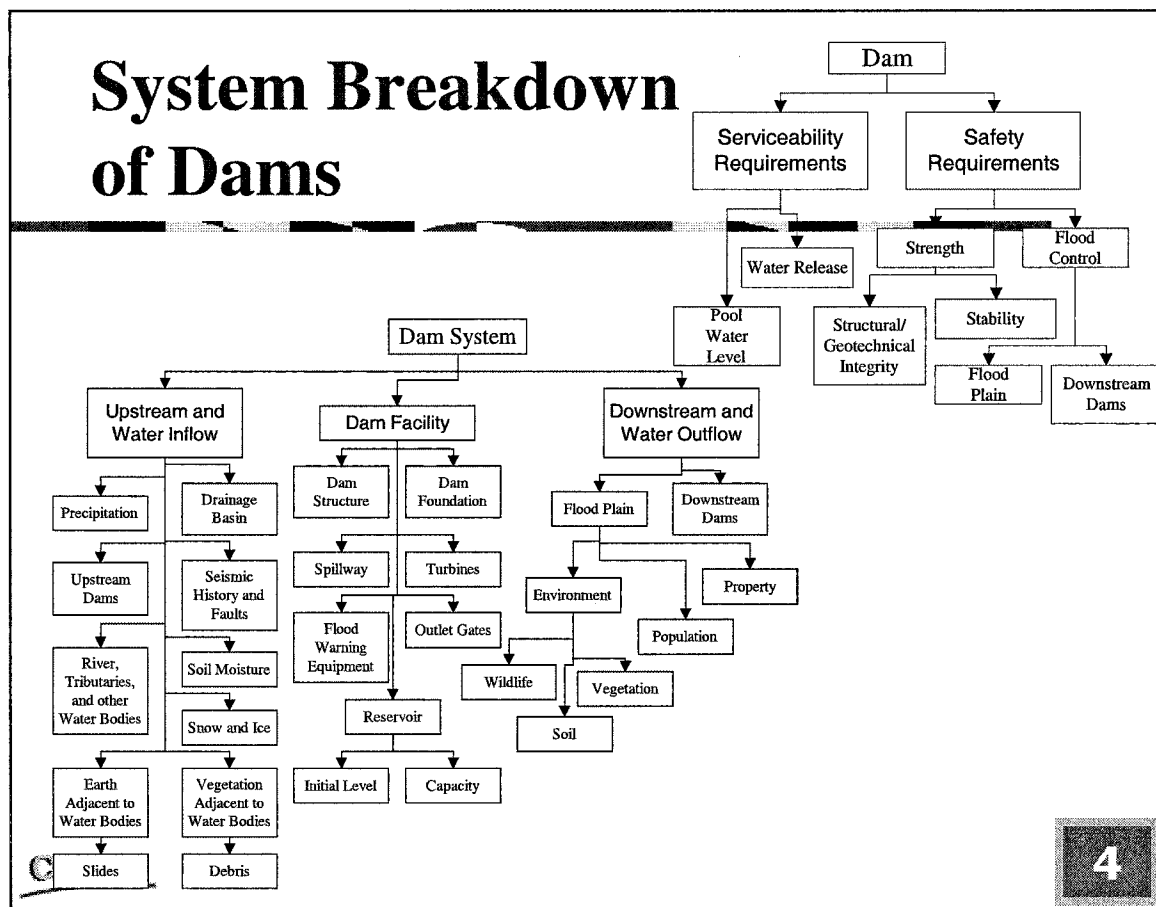 System Breakdown
of Dams
Dam
Serviceability
Requirements
Safety
Requirements
Water Release
Pool
Water
Level
Strength
Flood
Control
Structural/
Geotechnical
Integrity
Stability
Flood
Plain
Downstream
Dams
Dam System
Upstream and
Water Inflow
Dam Facility
Downstream and
Water Outflow
Precipitation
Drainage
Basin
Upstream
Dams
Seismic
History and
Faults
River,
Tributaries,
and other
Water Bodies
Soil Moisture
Snow and Ice
Earth
Adjacent to
Water Bodies
Vegetation
Adjacent to
Water Bodies
Slides
Debris
Dam
Structure
Dam
Foundation
Spillway
Turbines
Flood
Warning
Equipment
Outlet Gates
Reservoir
Initial Level
Capacity
Flood Plain
Downstream
Dams
Environment
Property
Population
Wildlife
Vegetation
Soil
C
4